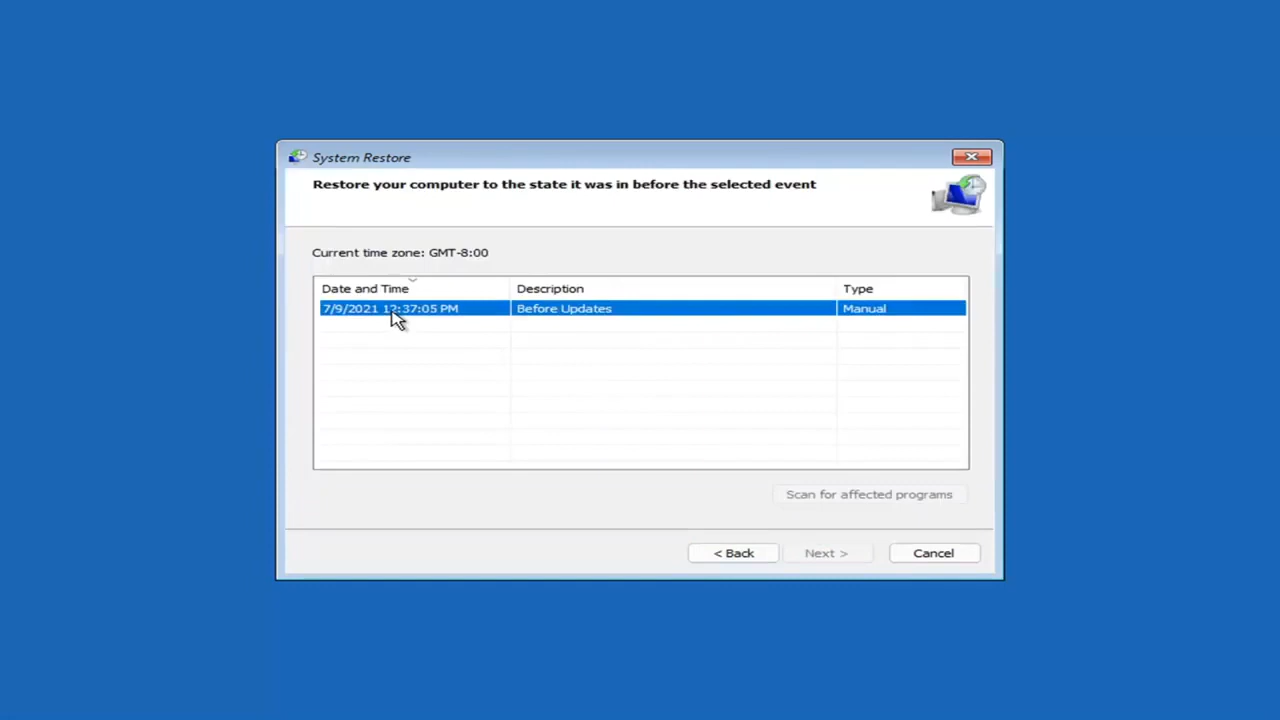 System Restore
Restore your computer to the state it was in before the selected event
Current time zone: GMT-8:00
Date and Time Description Type
7/9/2021 12:37:05 PM Before Updates Manual
Scan for affected programs
< Back Next > Cancel